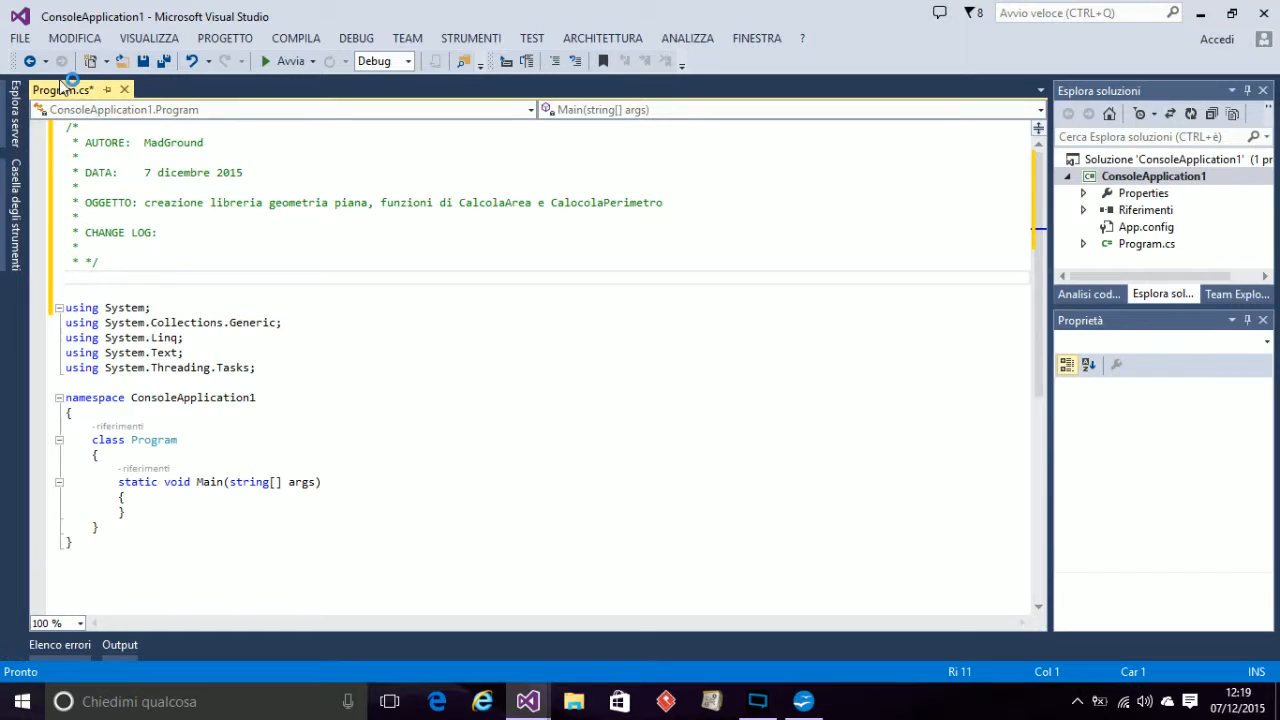 ConsoleApplication1 - Microsoft Visual Studio
8
Avvio veloce (CTRL+Q)
FILE MODIFICA VISUALIZZA PROGETTO COMPILA DEBUG TEAM STRUMENTI TEST ARCHITETTURA ANALIZZA FINESTRA ?
Accedi
Avvia
Debug
Esplora server
Casella degli strumenti
Program.cs*
ConsoleApplication1.Program
Main(string[] args)
/*
* AUTORE: MadGround
*
* DATA: 7 dicembre 2015
*
* OGGETTO: creazione libreria geometria piana, funzioni di CalcolaArea e CalocolaPerimetro
*
* CHANGE LOG:
*
* */
using System;
using System.Collections.Generic;
using System.Linq;
using System.Text;
using System.Threading.Tasks;
namespace ConsoleApplication1
{
- riferimenti
class Program
{
- riferimenti
static void Main(string[] args)
{
}
}
}
100 %
Esplora soluzioni
Cerca Esplora soluzioni (CTRL+è)
Soluzione 'ConsoleApplication1' (1 pr
ConsoleApplication1
Properties
Riferimenti
App.config
Program.cs
Analisi cod... Esplora sol... Team Explo...
Proprietà
Elenco errori Output
Pronto
Ri 11 Col 1 Car 1 INS
Chiedimi qualcosa
12:19
07/12/2015